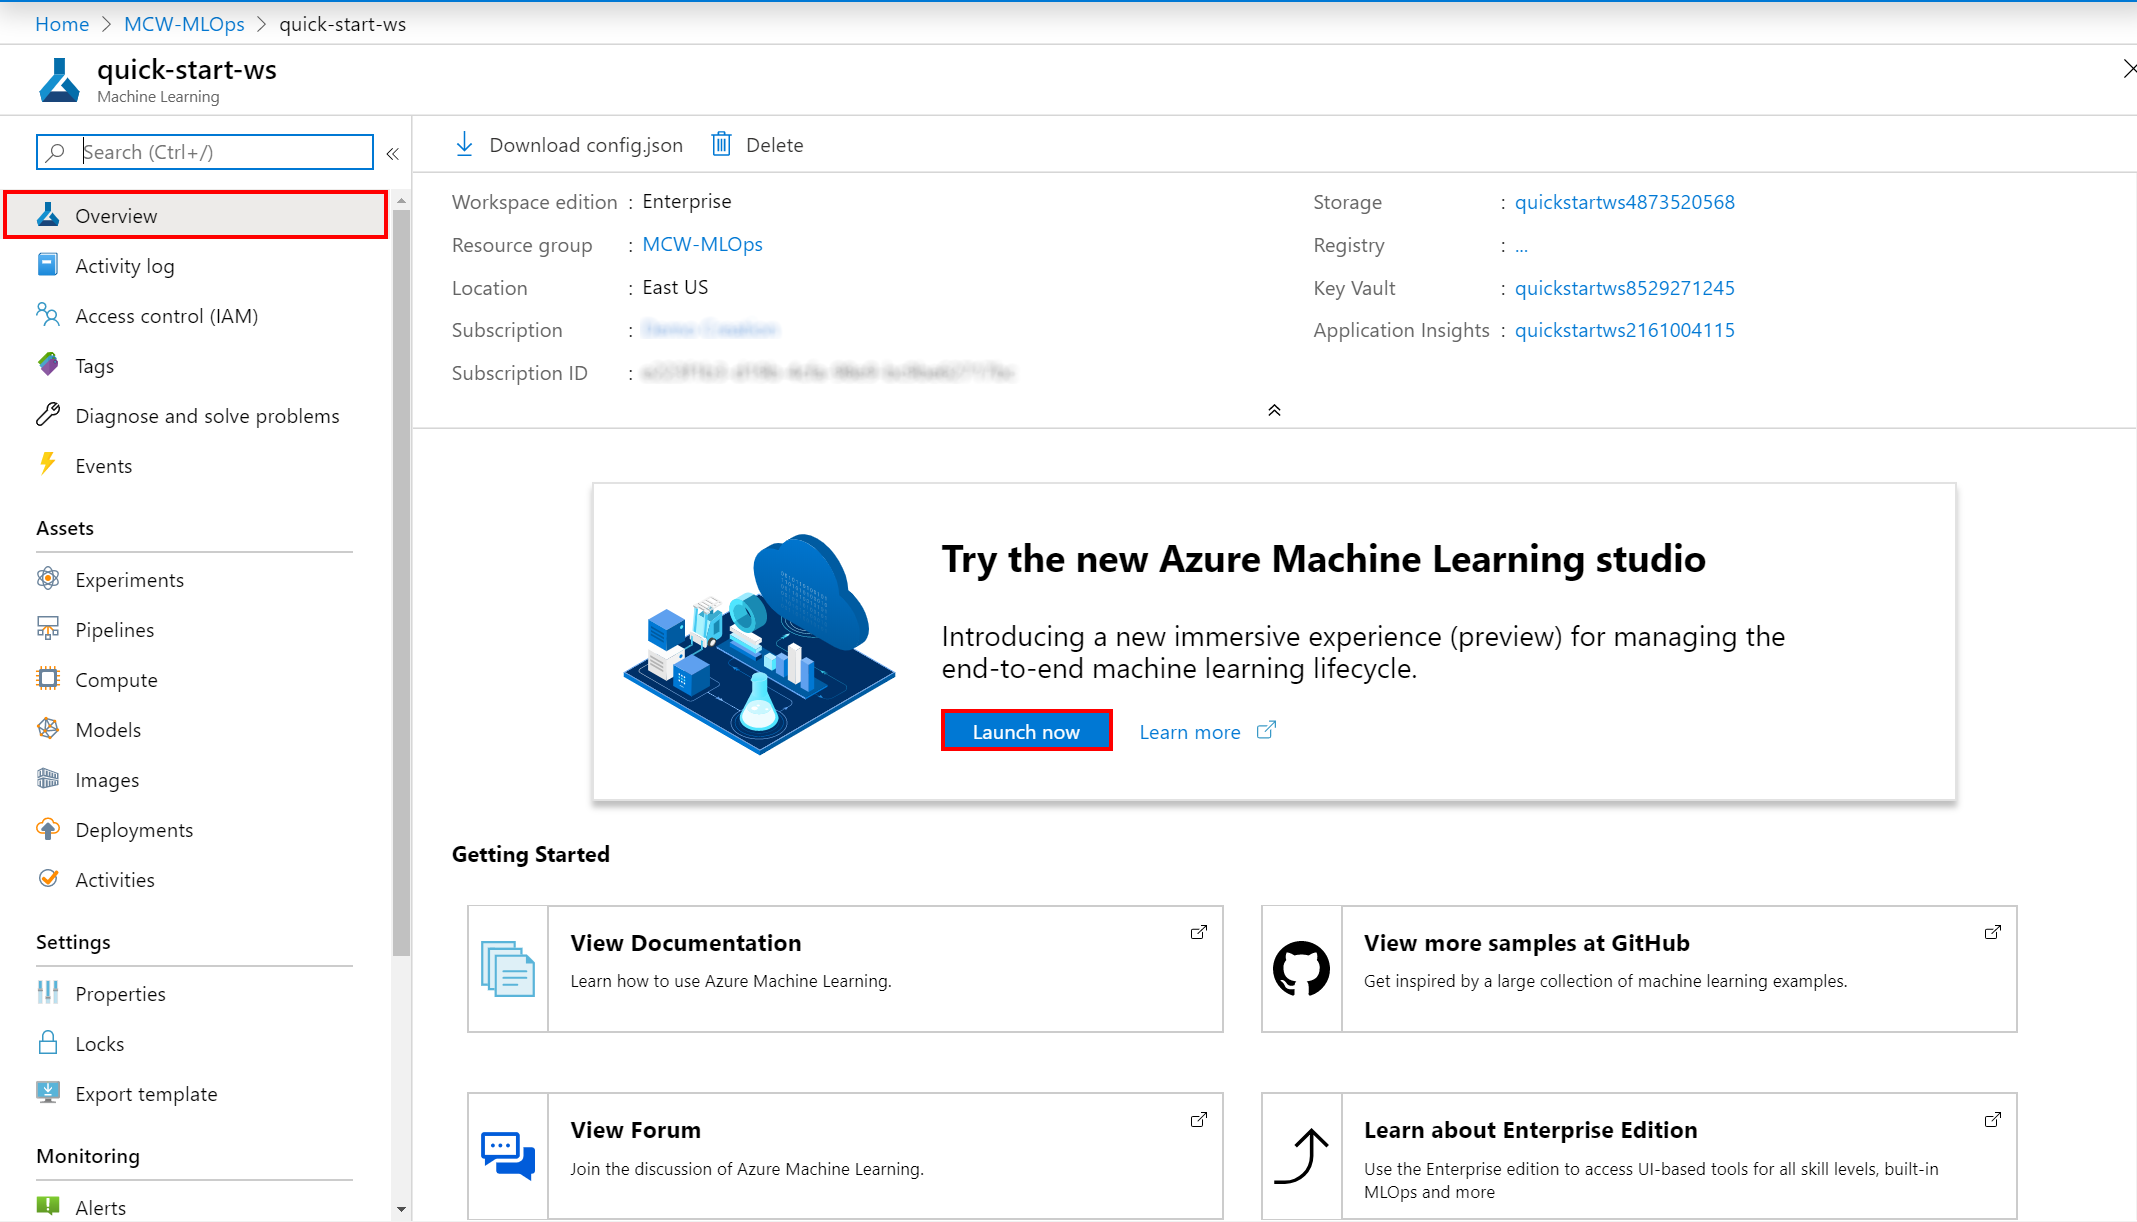 Home > MCW-MLOps > quick-start-ws
quick-start-ws
Machine Learning
Search (Ctrl+/)
«
Overview
Activity log
Access control (IAM)
Tags
Diagnose and solve problems
Events
Assets
Experiments
Pipelines
Compute
Models
Images
Deployments
Activities
Settings
Properties
Locks
Export template
Monitoring
Alerts
Download config.json Delete
Workspace edition : Enterprise
Resource group : MCW-MLOps
Location : East US
Subscription :
Subscription ID :
Storage : quickstartws4873520568
Registry : ...
Key Vault : quickstartws8529271245
Application Insights : quickstartws2161004115
Try the new Azure Machine Learning studio
Introducing a new immersive experience (preview) for managing the
end-to-end machine learning lifecycle.
Launch now Learn more
Getting Started
View Documentation
Learn how to use Azure Machine Learning.
View more samples at GitHub
Get inspired by a large collection of machine learning examples.
View Forum
Join the discussion of Azure Machine Learning.
Learn about Enterprise Edition
Use the Enterprise edition to access UI-based tools for all skill levels, built-in
MLOps and more